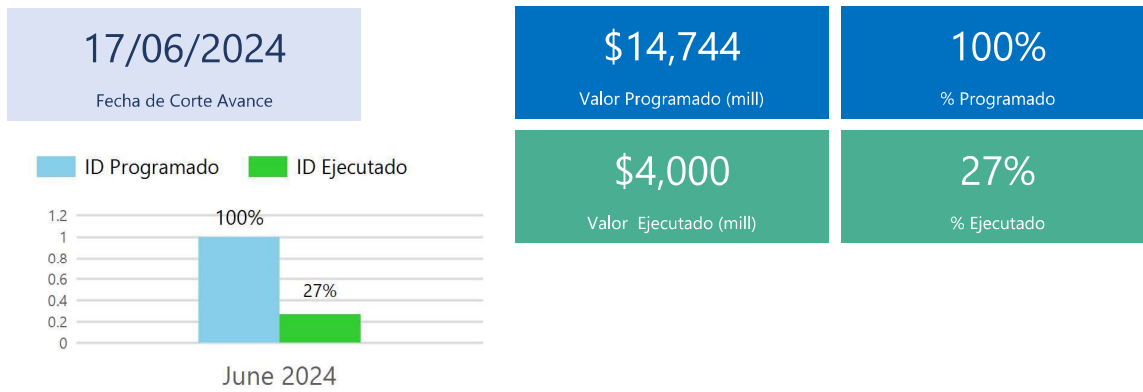 17/06/2024
Fecha de Corte Avance
$14,744
Valor Programado (mill)
100%
% Programado
$4,000
Valor Ejecutado (mill)
27%
% Ejecutado
ID Programado
ID Ejecutado
1.2
1
0.8
0.6
0.4
0.2
0
100%
27%
June 2024